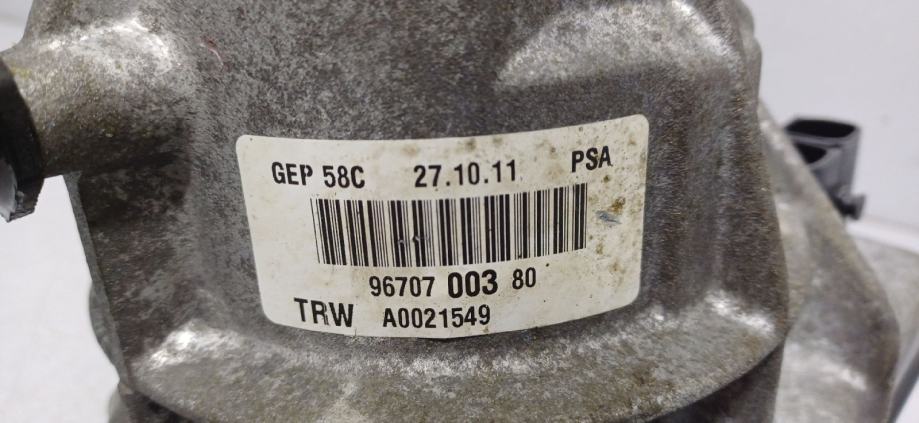 GEP 58C 27.10.11 PSA
96707 003 80
TRW A0021549